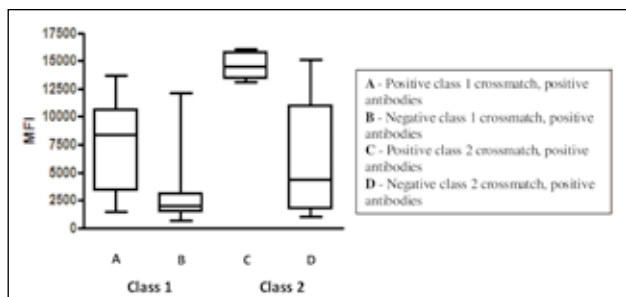 17500
15000
12500
10000
7500
5000
2500
0
MFI
A B C D
Class 1 Class 2
A - Positive class 1 crossmatch, positive
antibodies
B - Negative class 1 crossmatch, positive
antibodies
C - Positive class 2 crossmatch, positive
antibodies
D - Negative class 2 crossmatch, positive
antibodies